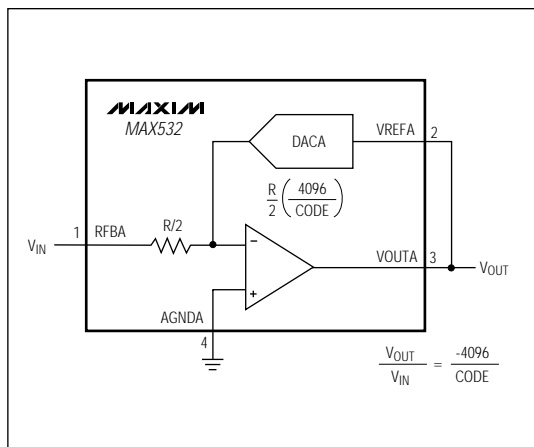 MAXIM
MAX532
DACA
VREFA
2
R/2 (4096/CODE)
1
RFBA
R/2
VIN
−
+
VOUTA
3
VOUT
AGNDA
4
VOUT/VIN = -4096/CODE